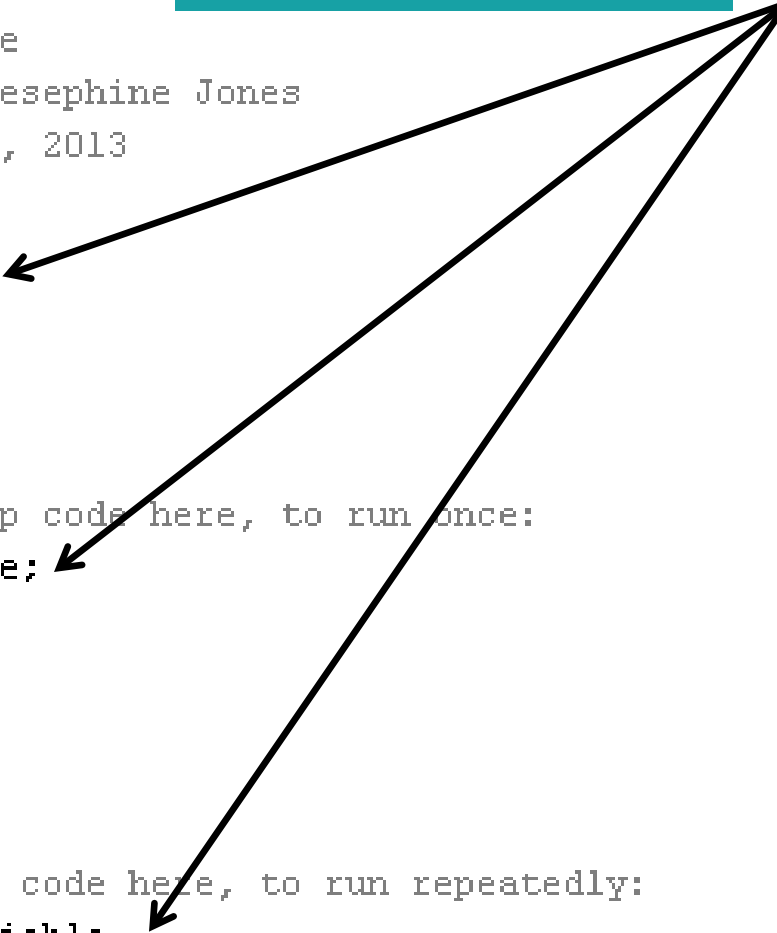 e
esephine Jones
, 2013
p code here, to run once:
e;
code here, to run repeatedly: